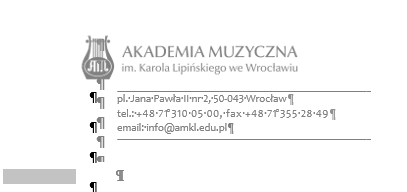 AKADEMIA MUZYCZNA
im. Karola Lipińskiego we Wrocławiu
pl. Jana Pawła II nr 2, 50-043 Wrocław
tel.: +48 71 310 05 00, fax +48 71 355 28 49
email: info@amkl.edu.pl